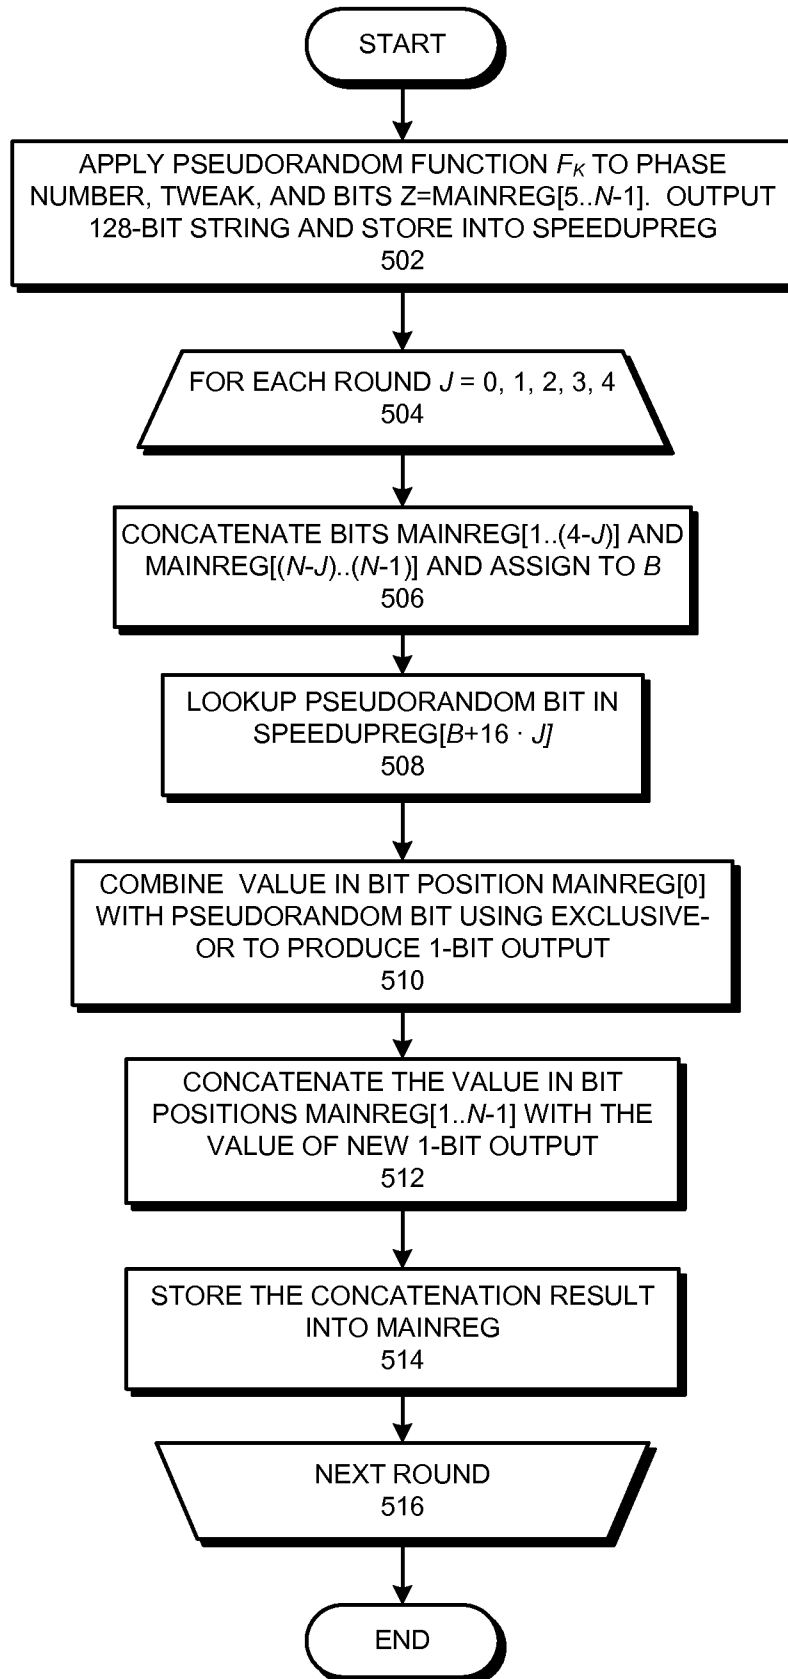 START
APPLY PSEUDORANDOM FUNCTION F_K TO PHASE
NUMBER, TWEAK, AND BITS Z=MAINREG[5..N-1]. OUTPUT
128-BIT STRING AND STORE INTO SPEEDUPREG
502
FOR EACH ROUND J = 0, 1, 2, 3, 4
504
CONCATENATE BITS MAINREG[1..(4-J)] AND
MAINREG[(N-J)..(N-1)] AND ASSIGN TO B
506
LOOKUP PSEUDORANDOM BIT IN
SPEEDUPREG[B+16 · J]
508
COMBINE VALUE IN BIT POSITION MAINREG[0]
WITH PSEUDORANDOM BIT USING EXCLUSIVE-
OR TO PRODUCE 1-BIT OUTPUT
510
CONCATENATE THE VALUE IN BIT
POSITIONS MAINREG[1..N-1] WITH THE
VALUE OF NEW 1-BIT OUTPUT
512
STORE THE CONCATENATION RESULT
INTO MAINREG
514
NEXT ROUND
516
END